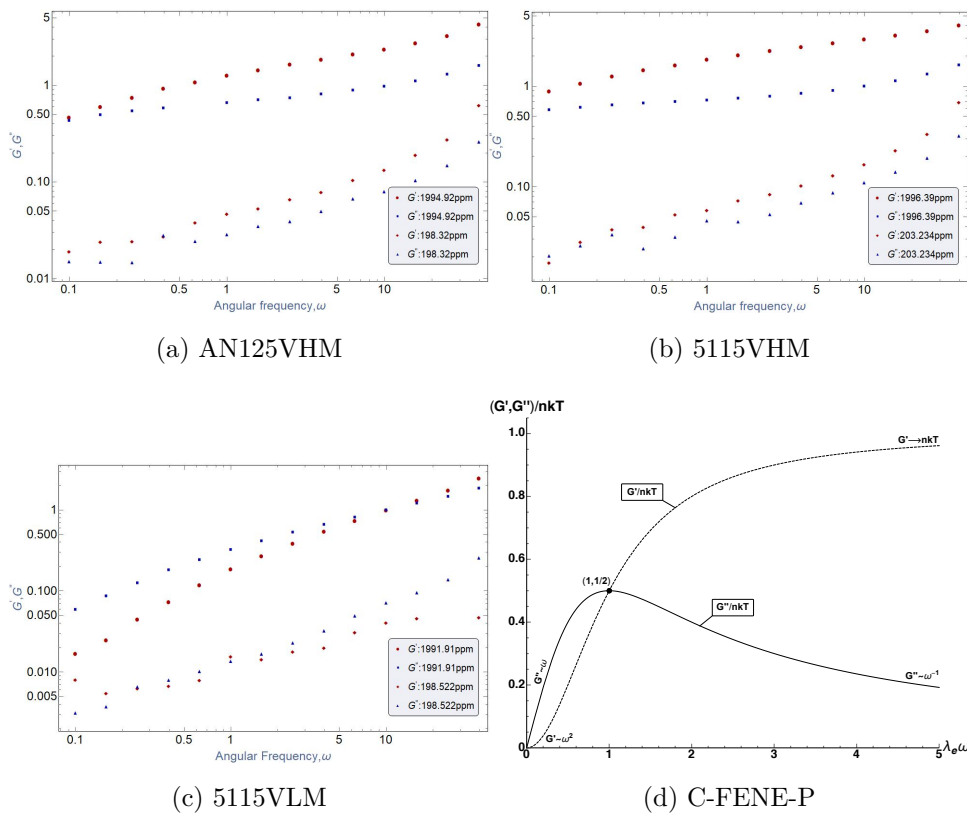 5
1
0.50
0.10
0.05
0.01
G',G''
0.1
0.5
1
5
10
Angular frequency,ω
G':1994.92ppm
G'':1994.92ppm
G':198.32ppm
G'':198.32ppm
(a) AN125VHM
5
1
0.50
0.10
0.05
G',G''
0.1
0.5
1
5
10
Angular frequency,ω
G':1996.39ppm
G'':1996.39ppm
G':203.234ppm
G'':203.234ppm
(b) 5115VHM
1
0.500
0.100
0.050
0.010
0.005
G',G''
0.1
0.5
1
5
10
Angular Frequency,ω
G':1991.91ppm
G'':1991.91ppm
G':198.522ppm
G'':198.522ppm
(c) 5115VLM
(G',G'')/nkT
1.0
0.8
0.6
0.4
0.2
0
G'→nkT
G'/nkT
(1,1/2)
G''/nkT
G''~ω
G''~ω⁻¹
G'~ω²
0
1
2
3
4
5
λₑω
(d) C-FENE-P